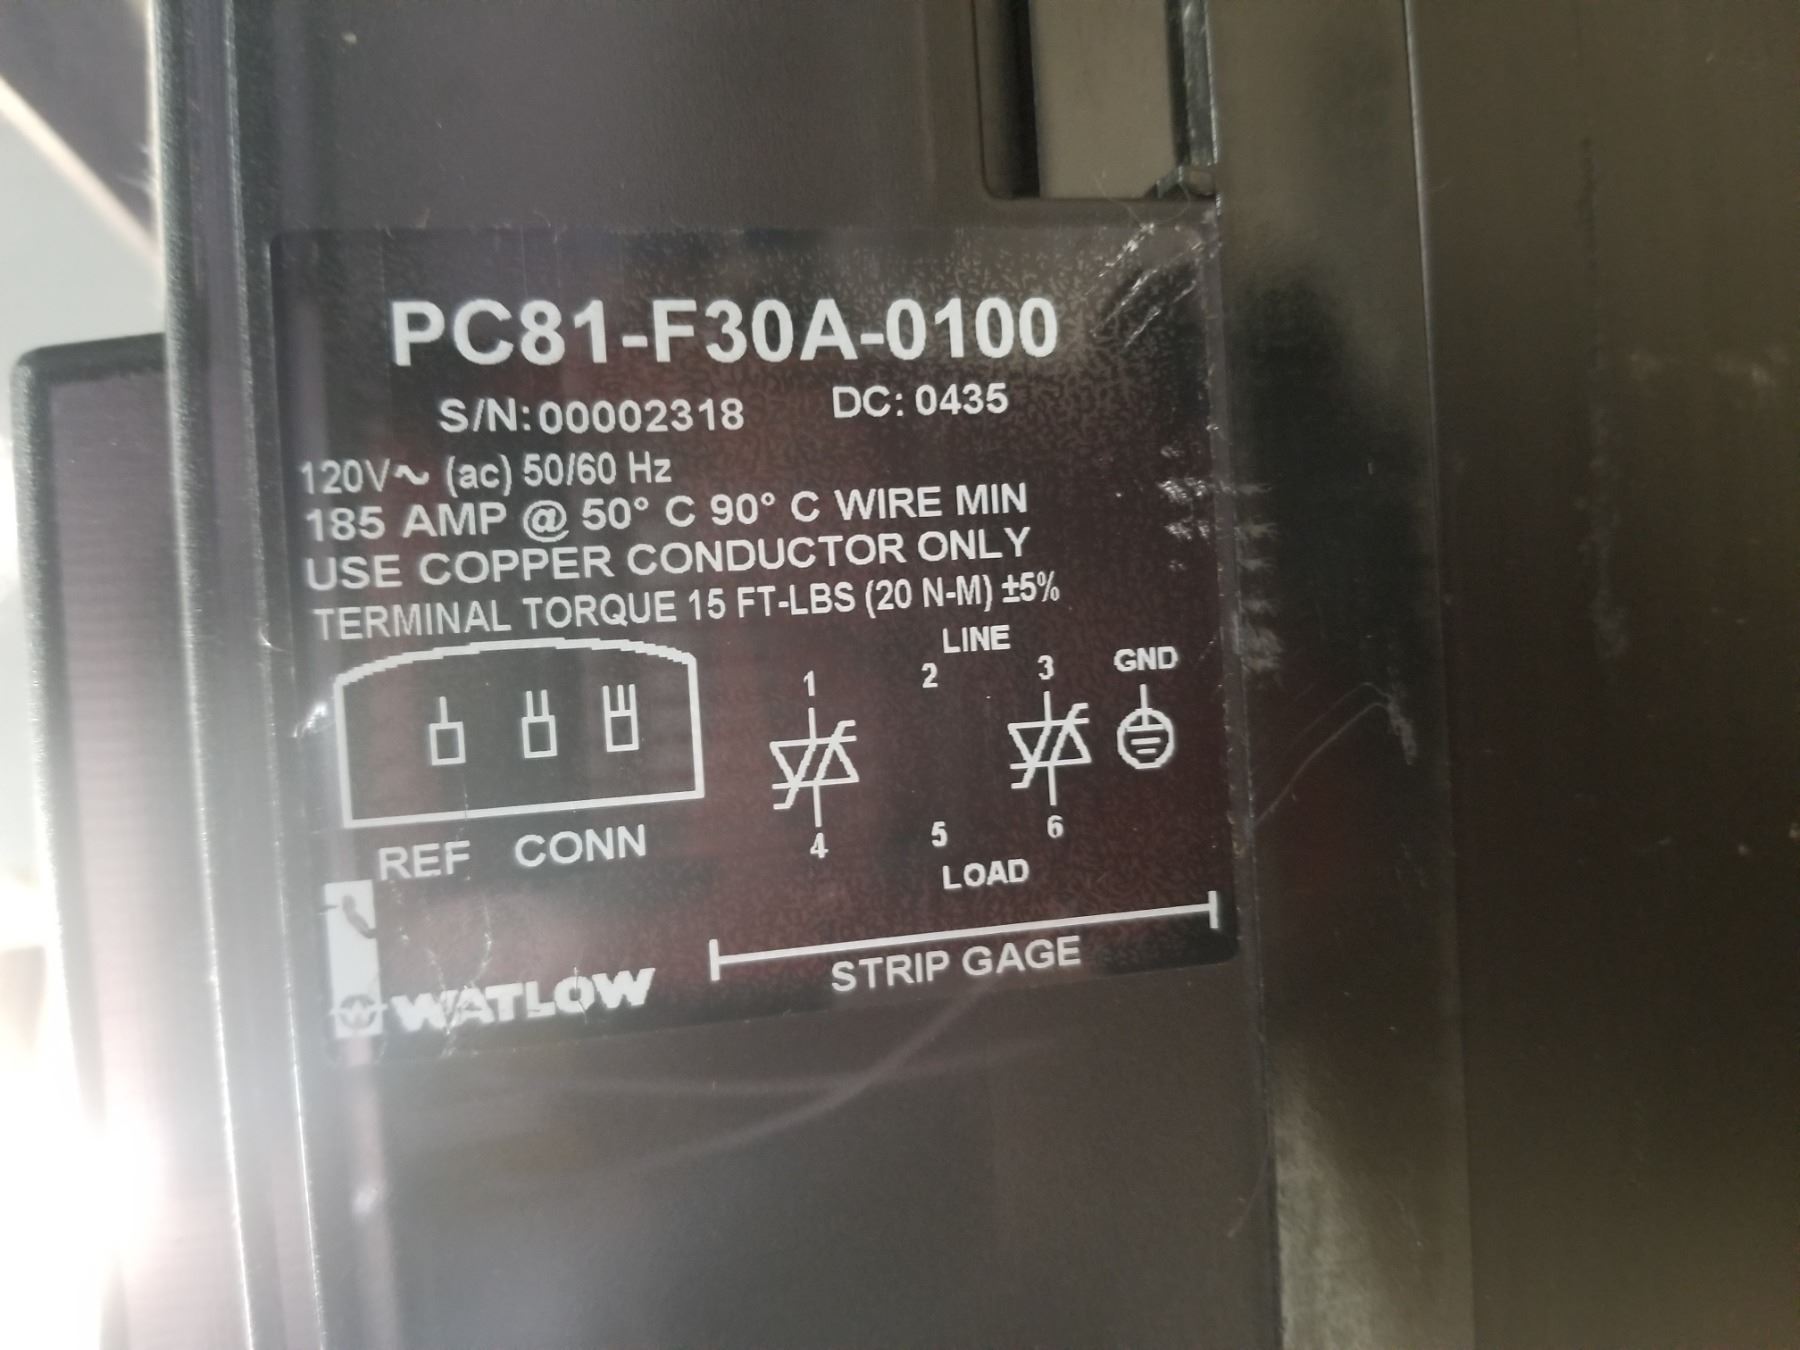 PC81-F30A-0100
S/N: 00002318 DC: 0435
120V~ (ac) 50/60 Hz
185 AMP @ 50° C 90° C WIRE MIN
USE COPPER CONDUCTOR ONLY
TERMINAL TORQUE 15 FT-LBS (20 N-M) ±5%
LINE
1 2 3 GND
4 5 6
LOAD
REF CONN
STRIP GAGE
WATLOW